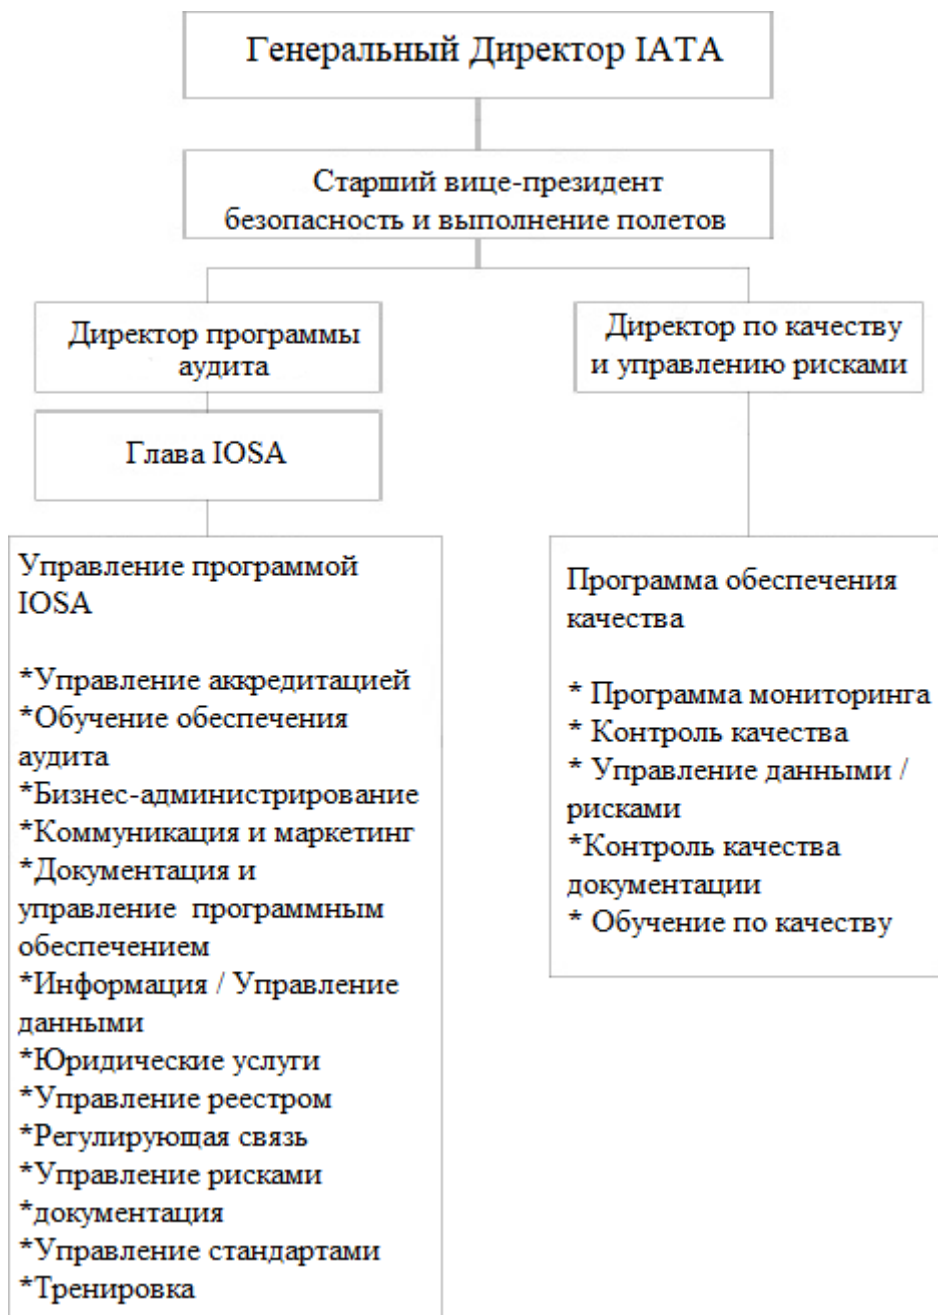 Генеральный Директор IATA
Старший вице-президент
безопасность и выполнение полетов
Директор программы
аудита
Директор по качеству
и управлению рисками
Глава IOSA
Управление программой
IOSA
*Управление аккредитацией
*Обучение обеспечения
аудита
*Бизнес-администрирование
*Коммуникация и маркетинг
*Документация и
управление программным
обеспечением
*Информация / Управление
данными
*Юридические услуги
*Управление реестром
*Регулирующая связь
*Управление рисками
*документация
*Управление стандартами
*Тренировка
Программа обеспечения
качества
* Программа мониторинга
* Контроль качества
* Управление данными /
рисками
*Контроль качества
документации
* Обучение по качеству